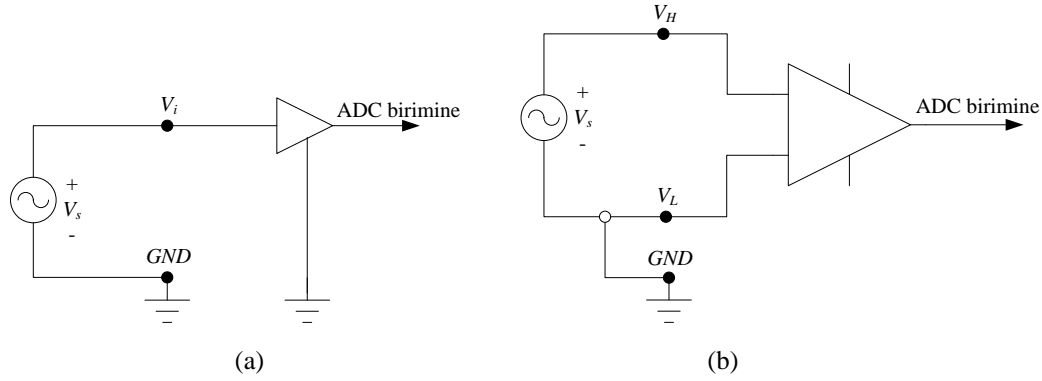 V_i
ADC birimine
+
V_s
-
GND
(a)
V_H
+
V_s
-
ADC birimine
V_L
GND
(b)